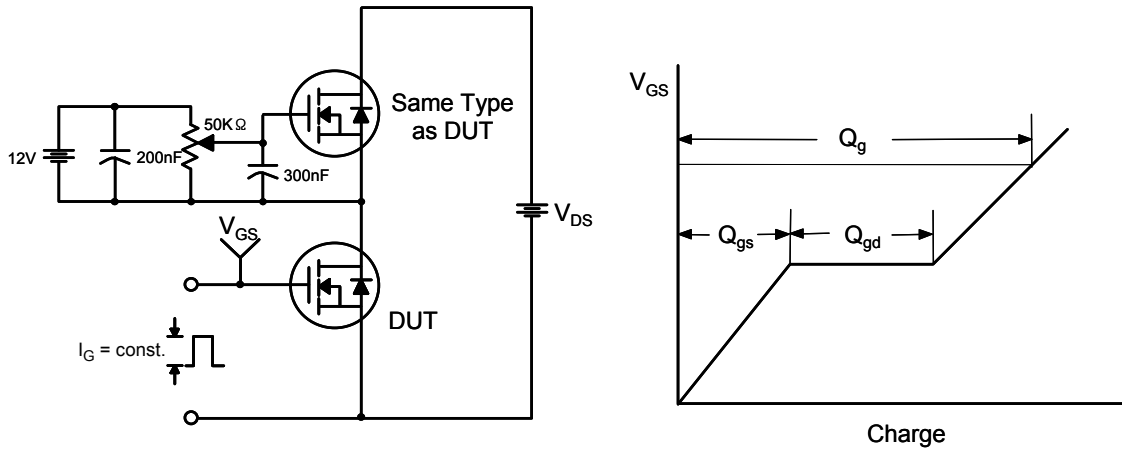 Same Type
as DUT
50KΩ
12V
200nF
300nF
V_DS
V_GS
DUT
I_G = const.
V_GS
Q_g
Q_gs
Q_gd
Charge